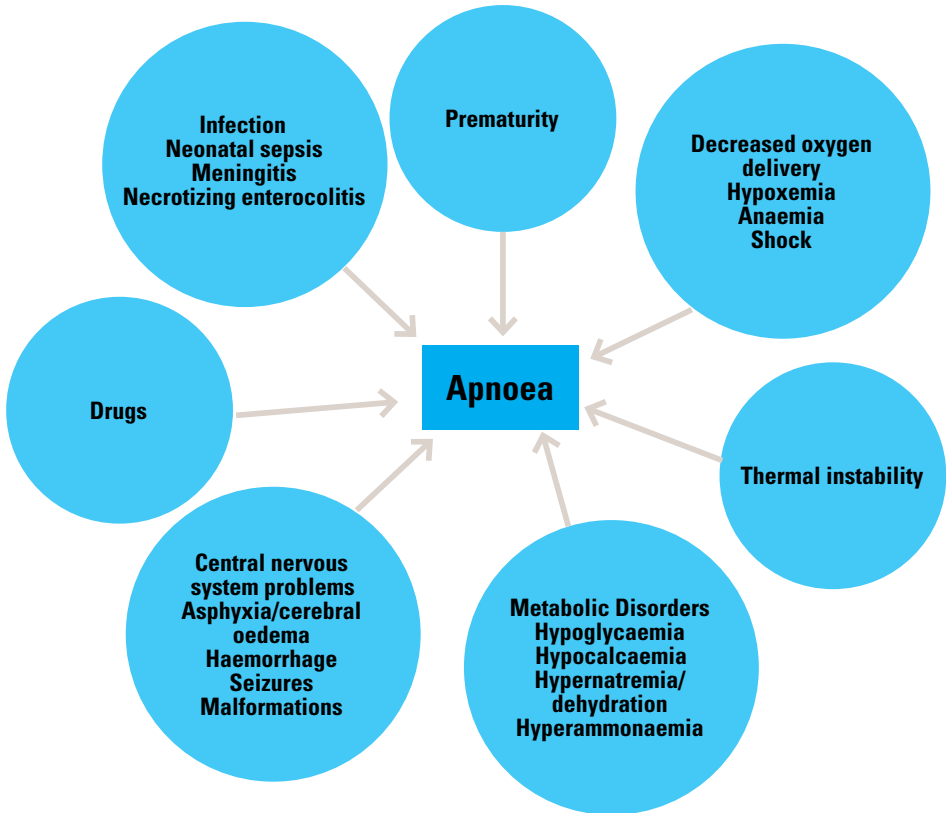 Prematurity
Infection
Neonatal sepsis
Meningitis
Necrotizing enterocolitis
Decreased oxygen
delivery
Hypoxemia
Anaemia
Shock
Apnoea
Drugs
Thermal instability
Central nervous
system problems
Asphyxia/cerebral
oedema
Haemorrhage
Seizures
Malformations
Metabolic Disorders
Hypoglycaemia
Hypocalcaemia
Hypernatremia/
dehydration
Hyperammonaemia